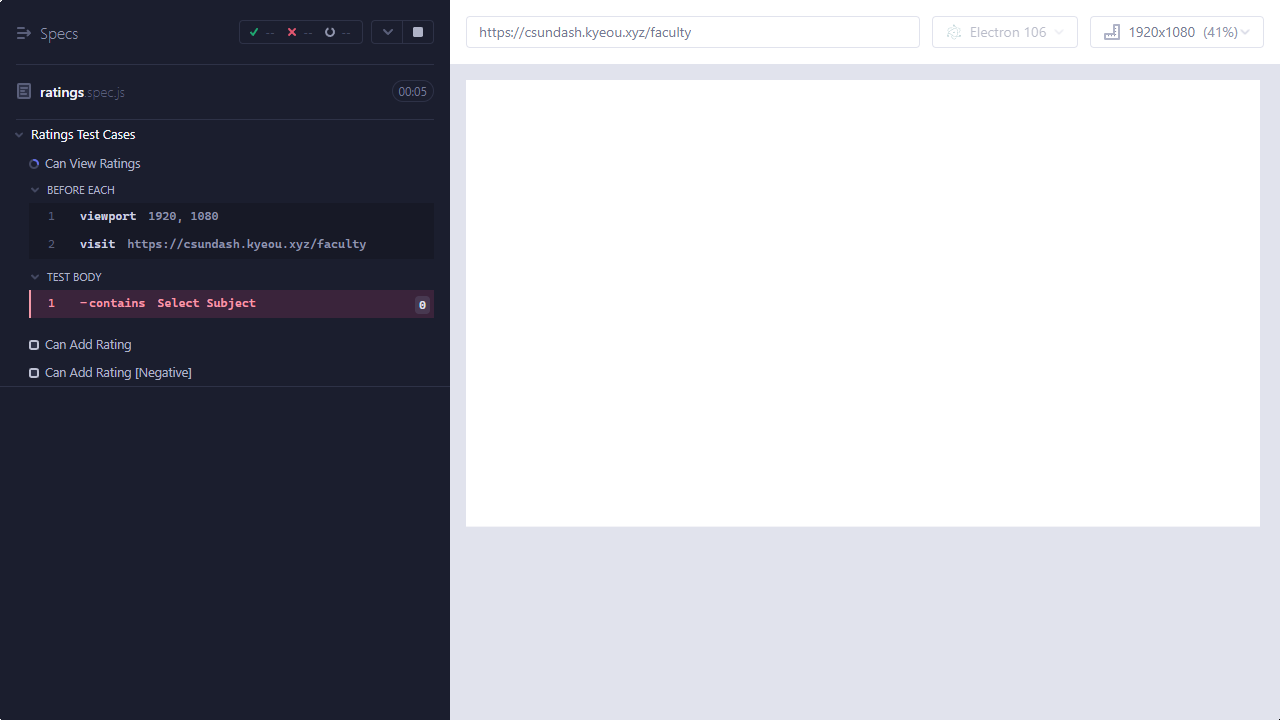 Specs
-- -- --
ratings.spec.js
00:05
Ratings Test Cases
Can View Ratings
BEFORE EACH
1 viewport 1920, 1080
2 visit https://csundash.kyeou.xyz/faculty
TEST BODY
1 -contains Select Subject 0
Can Add Rating
Can Add Rating [Negative]
https://csundash.kyeou.xyz/faculty
Electron 106
1920x1080 (41%)